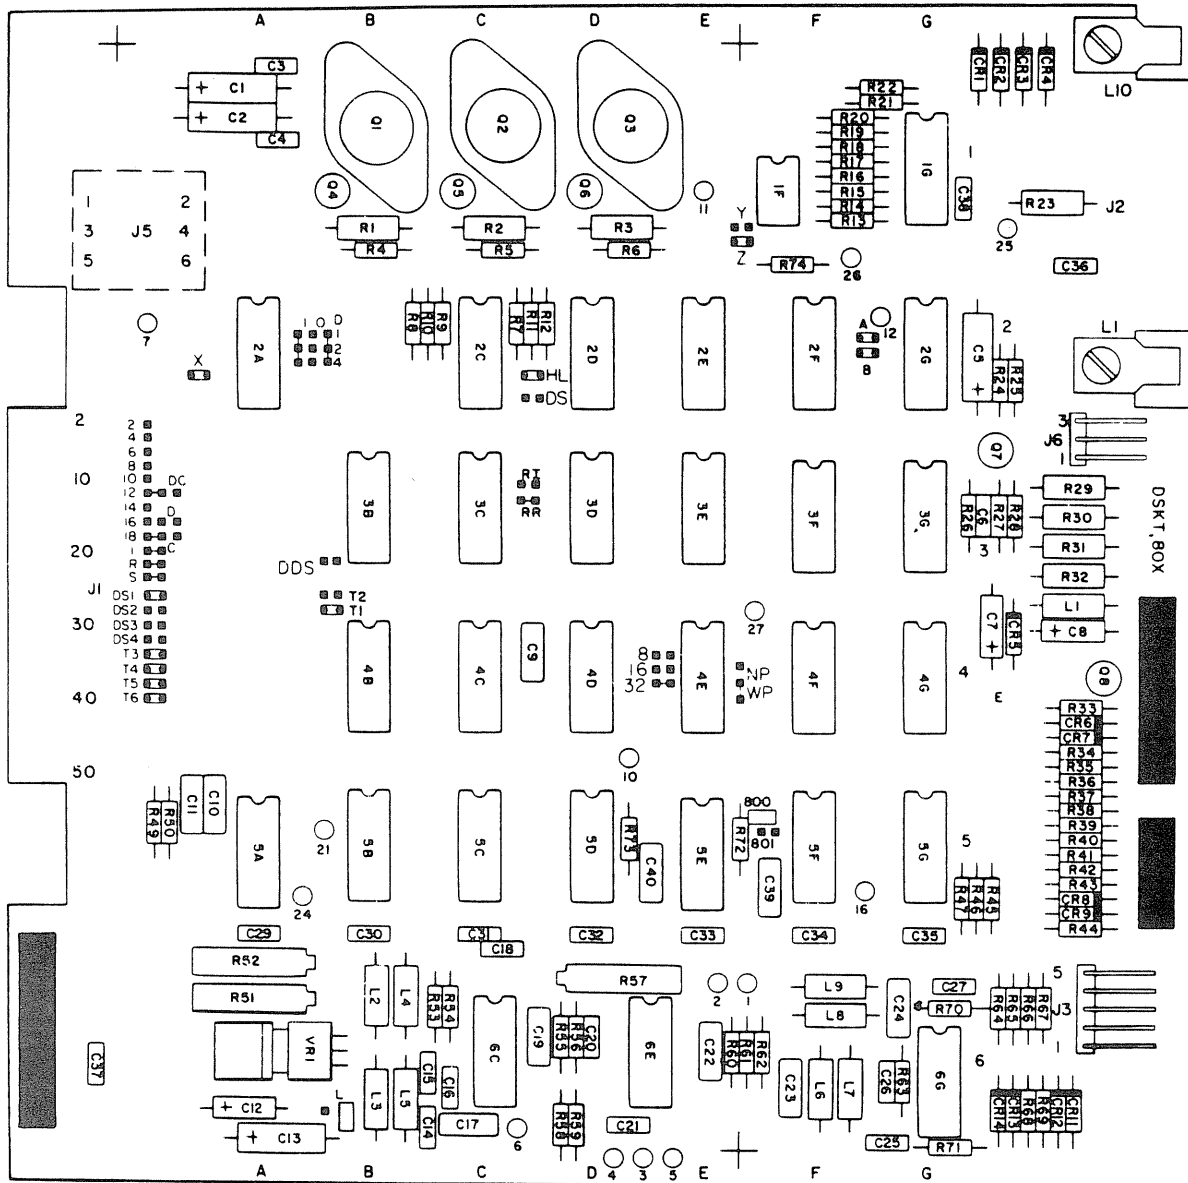 A B C D E F G
C3
C1
C2
C4
Q1 Q2 Q3
CR1 CR2 CR3 CR4
L10
R22
R21
R20
R19
R18
R17
R16
R15
R14
R13
1F
1G
1
C38
R23 J2
25
C36
Q4 Q5 Q6
11
1 2
3 J5 4
5 6
R1 R2 R3
R4 R5 R6
Y
Z
R74
26
7
X
2A
1 0 D
1
2
4
R8 R10 R9
2C
R7 R11 R12
HL
DS
2D 2E 2F
A
B
12
2G
C5
2
R24 R25
L1
3
J6
1
Q7
2
10
20
J1
30
40
50
2
4
6
8
10
12
14
16
18
1
R
S
DC
D
C
DS1
DS2
DS3
DS4
T3
T4
T5
T6
3B 3C
RI
RR
3D 3E 3F 3G
R26 C6 R27 R28
3
R29
R30
R31
R32
L1
C8
DSKT, 80X
DDS
T2
T1
27
C7 CR5
4B 4C C9 4D
8
16
32
4E
NP
WP
4F 4G
4
E
Q8
R33
CR6
CR7
R34
R35
R36
R37
R38
R39
R40
R41
R42
R43
CR8
CR9
R44
10
R49 R50 C11 C10
5A
21
24
5B 5C 5D
R73
C40
5E
R72
800
801
C39
5F
16
5G
5
R47 R46 R45
C29 C30 C31 C32 C33 C34 C35
C18
R52
R51
VR1
L2 L4
R53 R54
6C
C19
R57
R55 R56 C20
6E
2 1
C22
R60 R61 R62
L9
L8
C24
C27
R70
R64 R65 R66 R67
5
J3
1
C37
C12
C13
L
L3 L5
C15
C16
C14
C17
6
R58 R59
C21
4 3 5
C23 L6 L7
C26 R63
6G
6
C25
R71
CR14 CR13 R68 R69 CR12 CR11
A B C D E F G